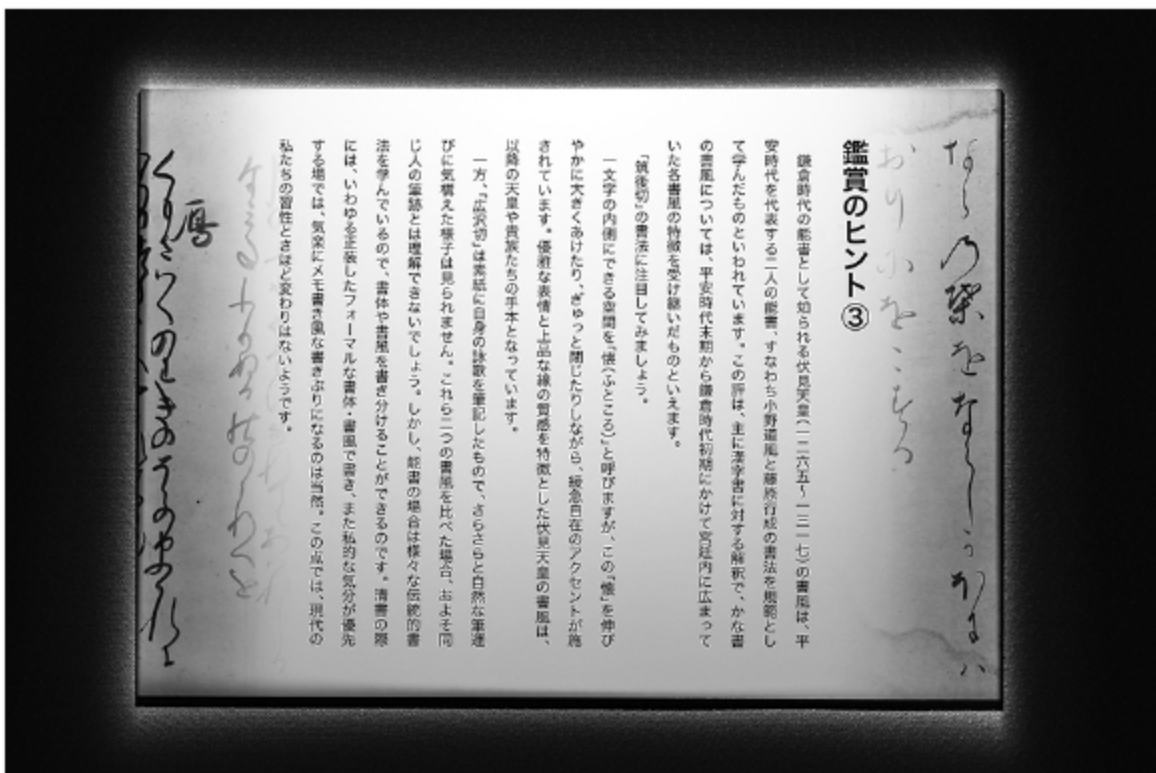 鑑賞のヒント③
鎌倉時代の能書として知られる伏見天皇(一二六五〜一三一七)の書風は、平
安時代を代表する二人の能書、すなわち小野道風と藤原行成の書法を規範とし
て学んだものといわれています。この評は、主に漢字書に対する解釈で、かな書
の書風については、平安時代末期から鎌倉時代初期にかけて宮廷内に広まって
いた各書風の特徴を受け継いだものといえます。
「筑後切」の書法に注目してみましょう。
一文字の内側にできる空間を「懐(ふところ)」と呼びますが、この「懐」を伸び
やかに大きくあけたり、ぎゅっと閉じたりしながら、緩急自在のアクセントが施
されています。優雅な表情と上品な線の質感を特徴とした伏見天皇の書風は、
以降の天皇や貴族たちの手本となっています。
一方、「広沢切」は素紙に自身の詠歌を筆記したもので、さらさらと自然な筆運
びに気構えた様子は見られません。これら二つの書風を比べた場合、およそ同
じ人の筆跡とは理解できないでしょう。しかし、能書の場合は様々な伝統的書
法を学んでいるので、書体や書風を書き分けることができるのです。清書の際
には、いわゆる正装したフォーマルな書体・書風で書き、また私的な気分が優先
する場では、気楽にメモ書き風な書きぶりになるのは当然。この点では、現代の
私たちの習性とさほど変わりはないようです。